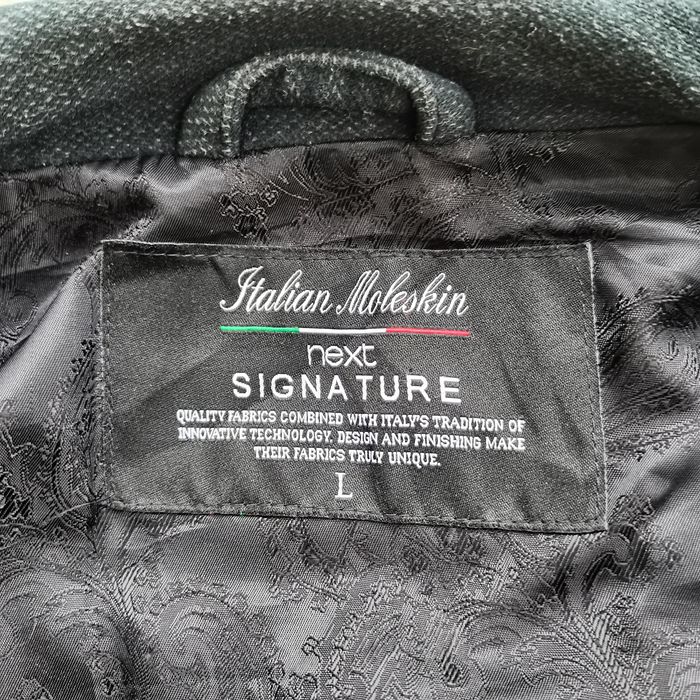 Italian Moleskin
next
SIGNATURE
QUALITY FABRICS COMBINED WITH ITALY'S TRADITION OF
INNOVATIVE TECHNOLOGY, DESIGN AND FINISHING MAKE
THEIR FABRICS TRULY UNIQUE.
L